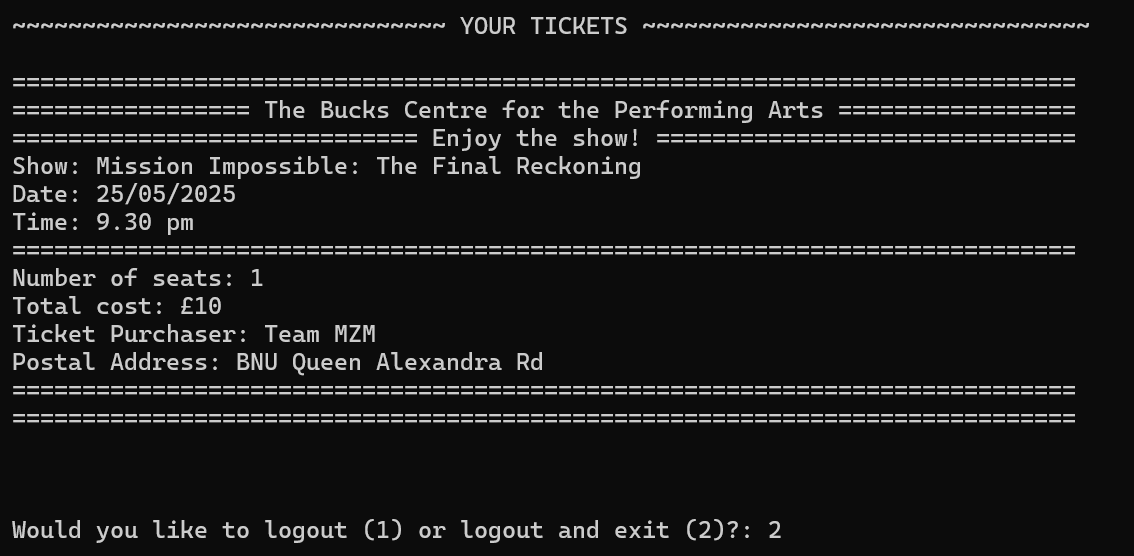 ~~~~~~~~~~~~~~~~~~~~~~~~~~~~~~~ YOUR TICKETS ~~~~~~~~~~~~~~~~~~~~~~~~~~~~~~~~
============================================================================
================= The Bucks Centre for the Performing Arts =================
============================= Enjoy the show! ==============================
Show: Mission Impossible: The Final Reckoning
Date: 25/05/2025
Time: 9.30 pm
============================================================================
Number of seats: 1
Total cost: £10
Ticket Purchaser: Team MZM
Postal Address: BNU Queen Alexandra Rd
============================================================================
============================================================================
Would you like to logout (1) or logout and exit (2)?: 2